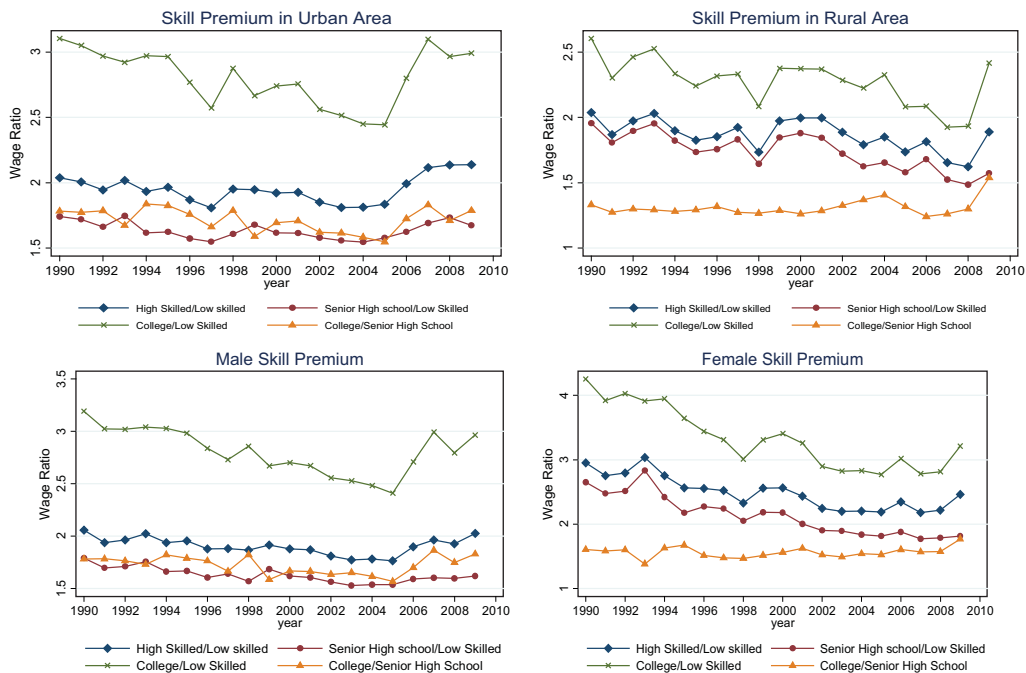 Skill Premium in Urban Area
Wage Ratio
3
2.5
2
1.5
1990 1992 1994 1996 1998 2000 2002 2004 2006 2008 2010
year
High Skilled/Low skilled
Senior High school/Low Skilled
College/Low Skilled
College/Senior High School
Skill Premium in Rural Area
Wage Ratio
2.5
2
1.5
1
1990 1992 1994 1996 1998 2000 2002 2004 2006 2008 2010
year
High Skilled/Low skilled
Senior High school/Low Skilled
College/Low Skilled
College/Senior High School
Male Skill Premium
Wage Ratio
3.5
3
2.5
2
1.5
1990 1992 1994 1996 1998 2000 2002 2004 2006 2008 2010
year
High Skilled/Low skilled
Senior High school/Low Skilled
College/Low Skilled
College/Senior High School
Female Skill Premium
Wage Ratio
4
3
2
1
1990 1992 1994 1996 1998 2000 2002 2004 2006 2008 2010
year
High Skilled/Low skilled
Senior High school/Low Skilled
College/Low Skilled
College/Senior High School